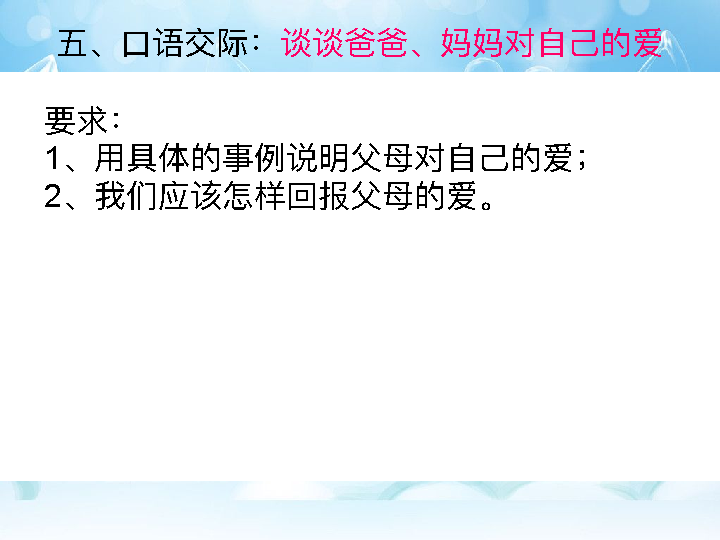 五、口语交际：谈谈爸爸、妈妈对自己的爱
要求：
1、用具体的事例说明父母对自己的爱；
2、我们应该怎样回报父母的爱。